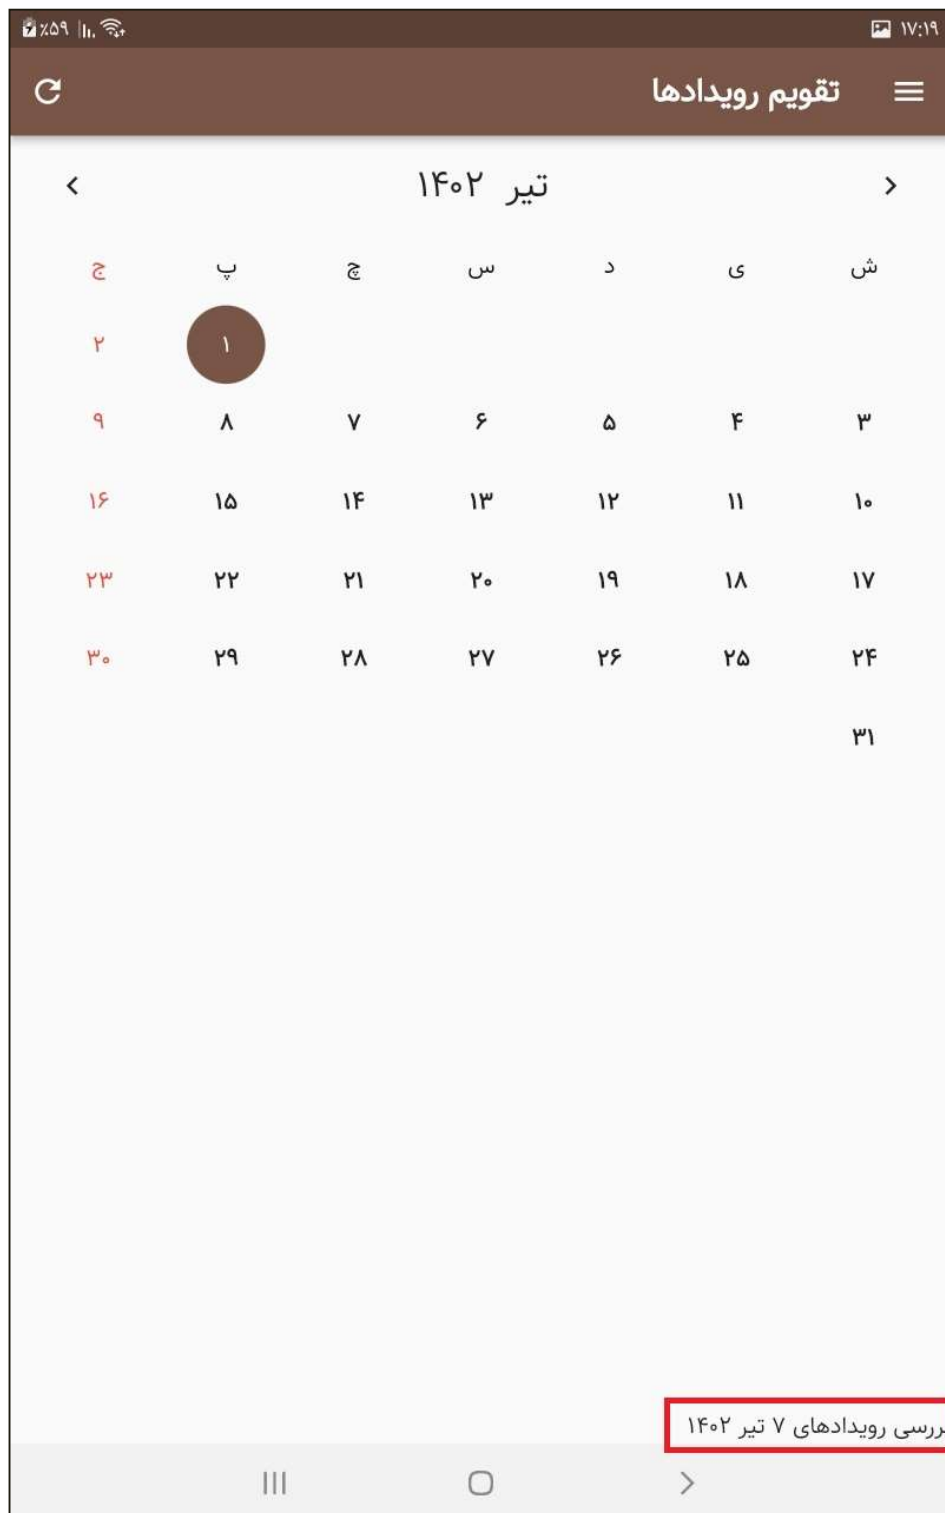 ۱۷:۱۹ ٪۵۹
تقویم رویدادها
تیر ۱۴۰۲
ش ی د س چ پ ج
۱ ۲
۳ ۴ ۵ ۶ ۷ ۸ ۹
۱۰ ۱۱ ۱۲ ۱۳ ۱۴ ۱۵ ۱۶
۱۷ ۱۸ ۱۹ ۲۰ ۲۱ ۲۲ ۲۳
۲۴ ۲۵ ۲۶ ۲۷ ۲۸ ۲۹ ۳۰
۳۱
بررسی رویدادهای ۷ تیر ۱۴۰۲